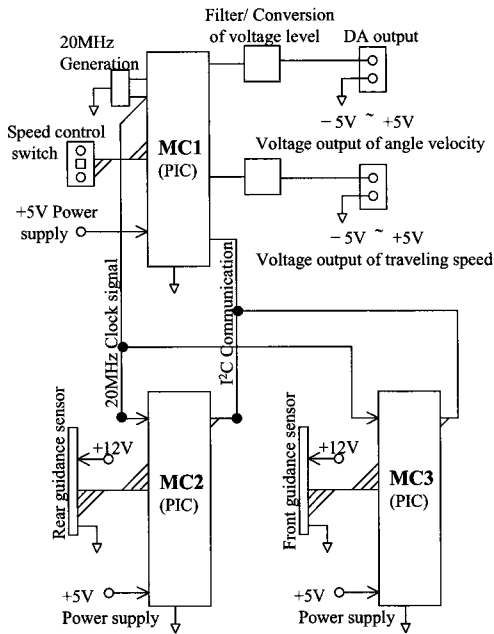 Filter/ Conversion
of voltage level
DA output
20MHz
Generation
−5V ~ +5V
Voltage output of angle velocity
Speed control
switch
MC1
(PIC)
+5V Power
supply
−5V ~ +5V
Voltage output of traveling speed
20MHz Clock signal
I²C Communication
Rear guidance sensor
+12V
MC2
(PIC)
+5V
Power supply
Front guidance sensor
+12V
MC3
(PIC)
+5V
Power supply